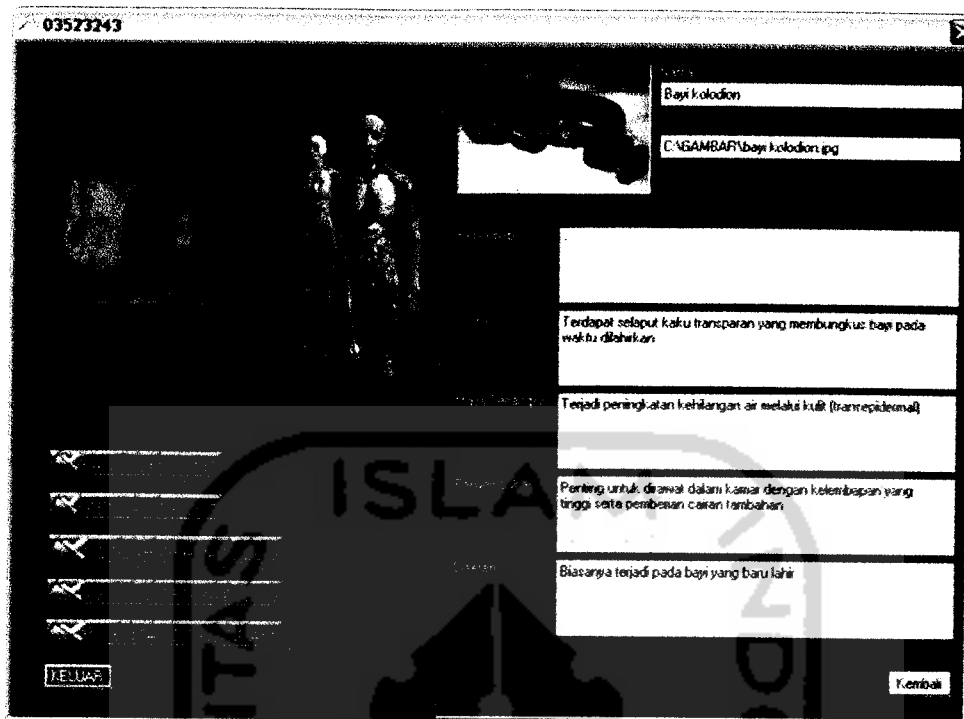 03523243
Nama
Bayi kolodion
C:\GAMBAR\bayi kolodion.jpg
Terdapat selaput kaku transparan yang membungkus bayi pada
waktu dilahirkan
Terjadi peningkatan kehilangan air melalui kulit (transepidermal)
Penting untuk dirawat dalam kamar dengan kelembapan yang
tinggi serta pemberian cairan tambahan
Biasanya terjadi pada bayi yang baru lahir
KELUAR
Kembali
ISLAM